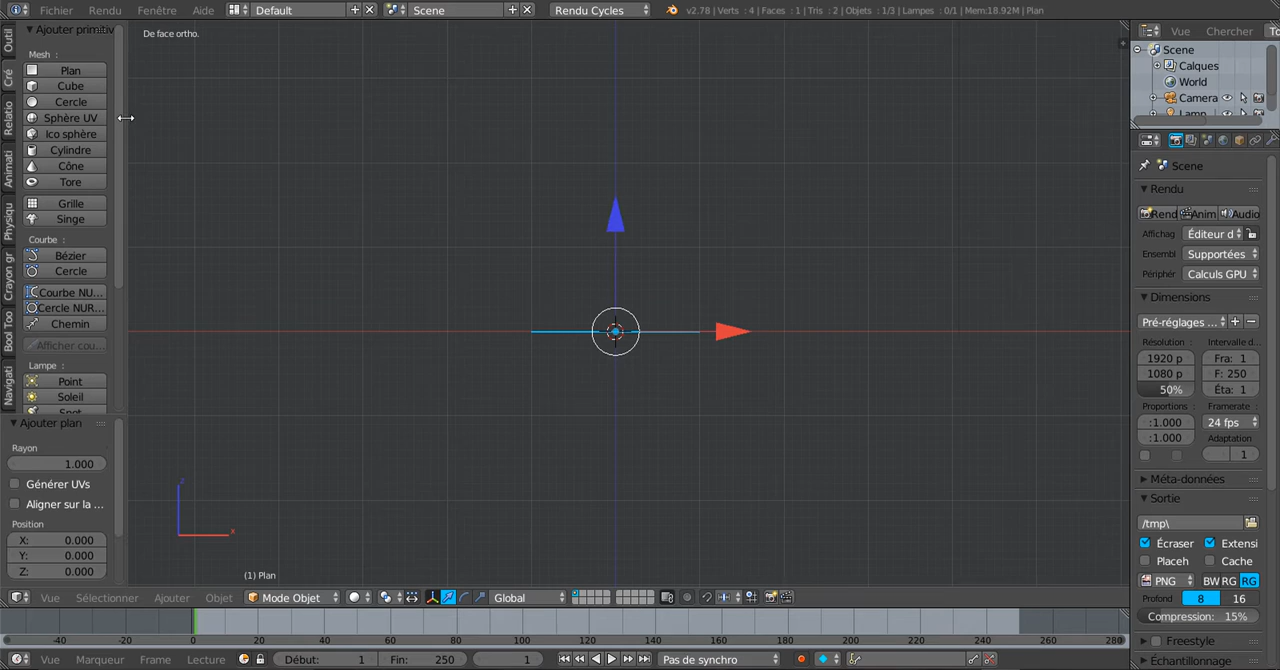 Fichier Rendu Fenêtre Aide Default Scene Rendu Cycles v2.78 | Verts : 4 | Faces : 1 | Tris : 2 | Objets : 1/3 | Lampes : 0/1 | Mem:18.92M | Plan
Outil
Cré
Relatio
Animati
Physiqu
Crayon gr
Bool Too
Navigati
Ajouter primitiv
Mesh :
Plan
Cube
Cercle
Sphère UV
Ico sphère
Cylindre
Cône
Tore
Grille
Singe
Courbe :
Bézier
Cercle
Courbe NU...
Cercle NUR...
Chemin
Afficher cou...
Lampe :
Point
Soleil
Spot
Ajouter plan
Rayon
1.000
Générer UVs
Aligner sur la ...
Position
X: 0.000
Y: 0.000
Z: 0.000
De face ortho.
z
x
(1) Plan
Vue Sélectionner Ajouter Objet Mode Objet Global
-40 -20 0 20 40 60 80 100 120 140 160 180 200 220 240 260 280
Vue Marqueur Frame Lecture Début: 1 Fin: 250 1 Pas de synchro
Vue Chercher To
Scene
Calques
World
Camera
Lamp
Scene
Rendu
Rend Anim Audio
Affichag Éditeur d
Ensembl Supportées
Périphér Calculs GPU
Dimensions
Pré-réglages ...
Résolution : Intervalle d...
1920 p Fra: 1
1080 p F: 250
50% Éta: 1
Proportions : Framerate :
:1.000 24 fps
:1.000 Adaptation
1
Méta-données
Sortie
/tmp\
Écraser Extensi
Placeh Cache
PNG BW RG RG
Profond 8 16
Compression: 15%
Freestyle
Échantillonnage